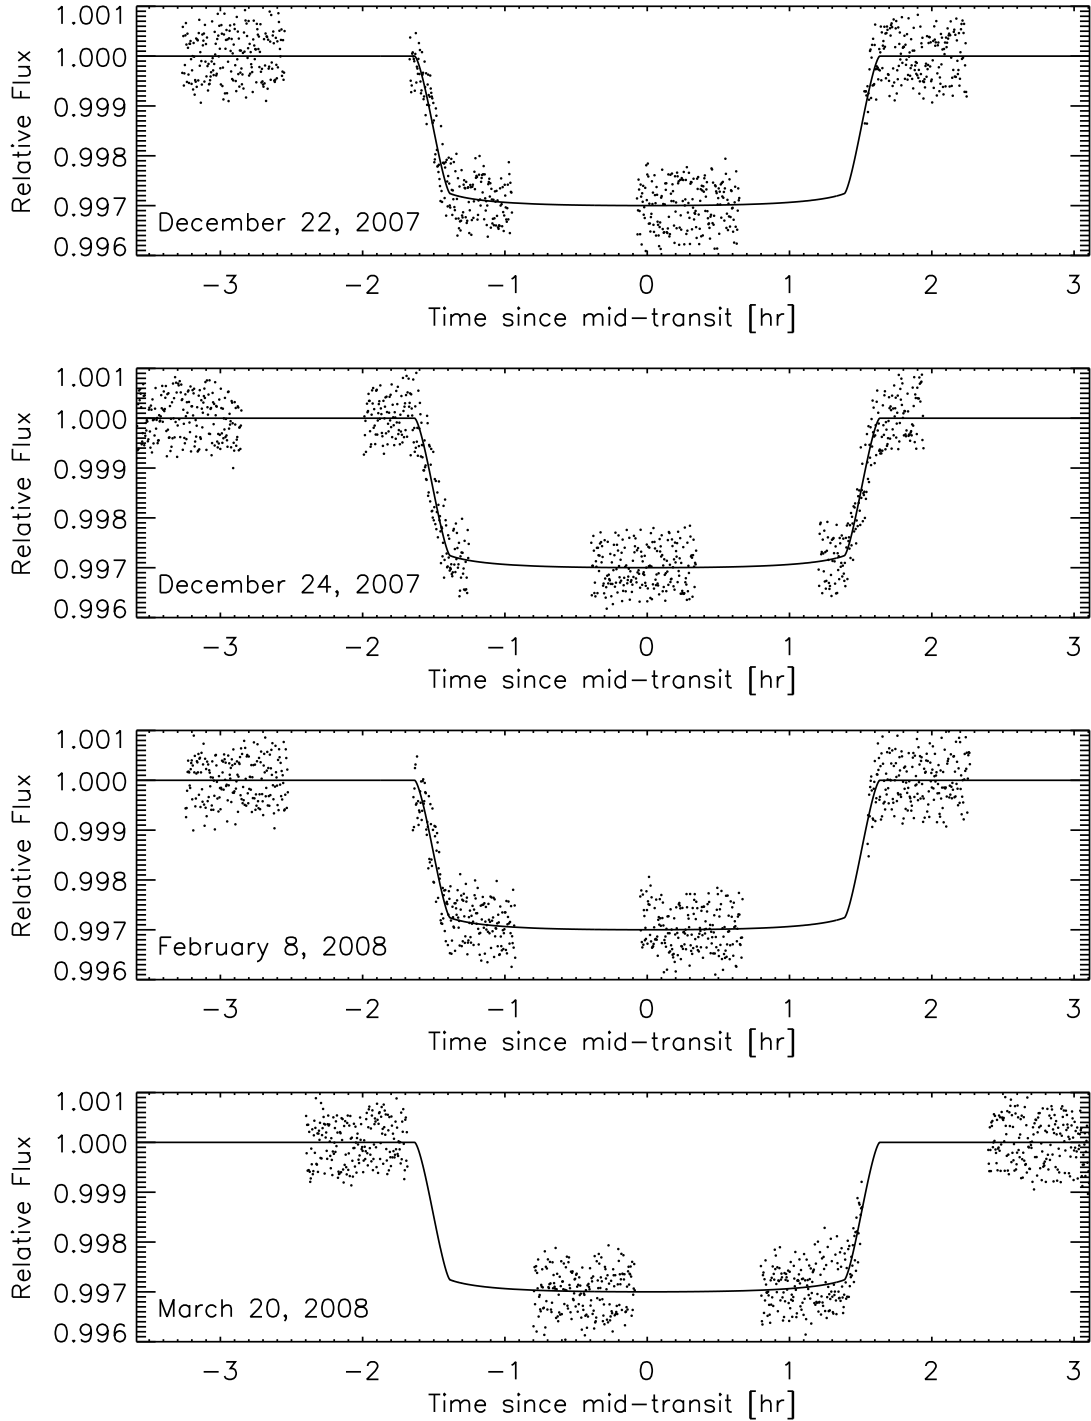 1.001
1.000
0.999
0.998
0.997
0.996
Relative Flux
December 22, 2007
−3 −2 −1 0 1 2 3
Time since mid−transit [hr]
1.001
1.000
0.999
0.998
0.997
0.996
Relative Flux
December 24, 2007
−3 −2 −1 0 1 2 3
Time since mid−transit [hr]
1.001
1.000
0.999
0.998
0.997
0.996
Relative Flux
February 8, 2008
−3 −2 −1 0 1 2 3
Time since mid−transit [hr]
1.001
1.000
0.999
0.998
0.997
0.996
Relative Flux
March 20, 2008
−3 −2 −1 0 1 2 3
Time since mid−transit [hr]